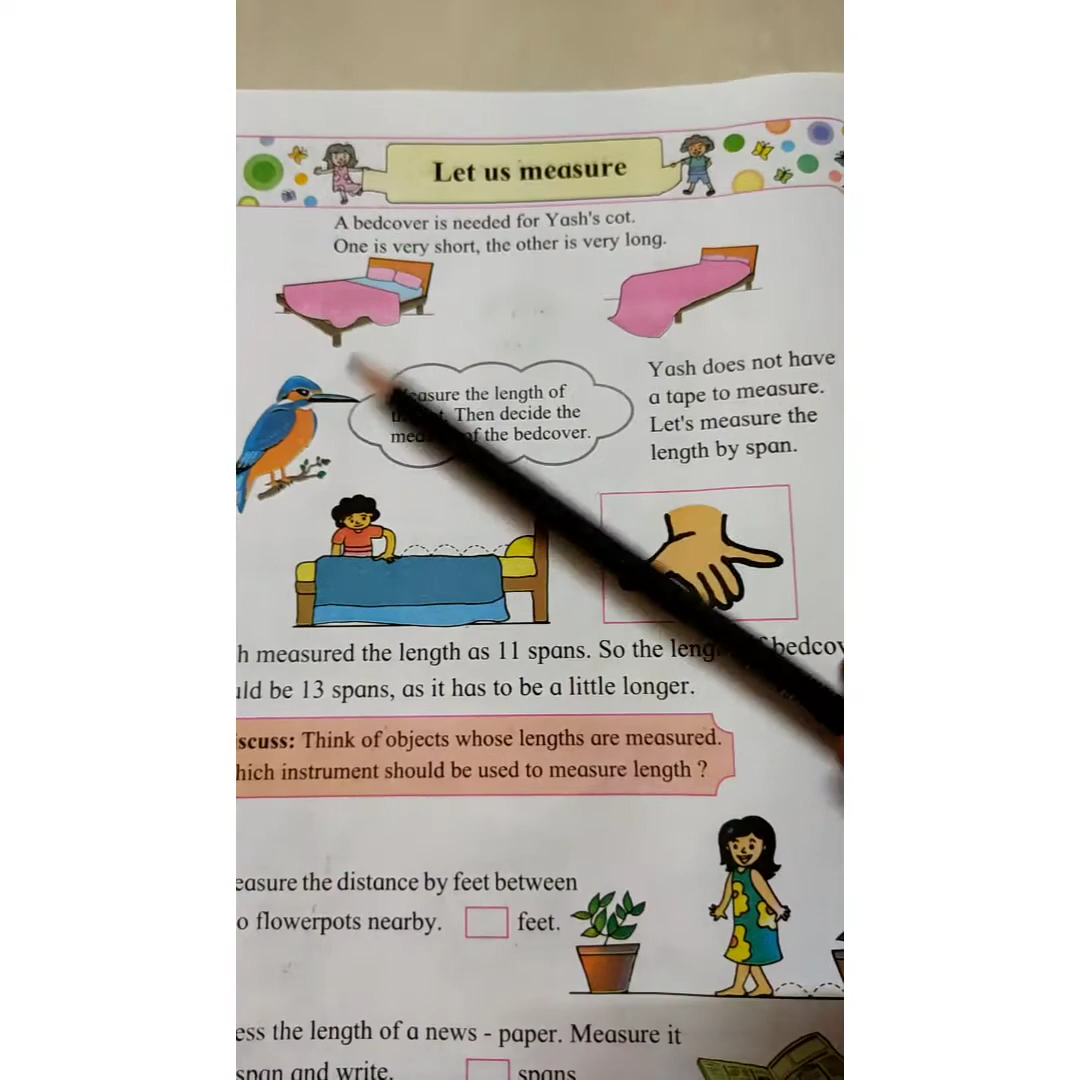 Let us measure
A bedcover is needed for Yash's cot.
One is very short, the other is very long.
asure the length of
Then decide the
of the bedcover.
Yash does not have
a tape to measure.
Let's measure the
length by span.
h measured the length as 11 spans. So the leng bedcov
uld be 13 spans, as it has to be a little longer.
scuss: Think of objects whose lengths are measured.
hich instrument should be used to measure length ?
easure the distance by feet between
o flowerpots nearby. feet.
ess the length of a news - paper. Measure it
span and write. spans